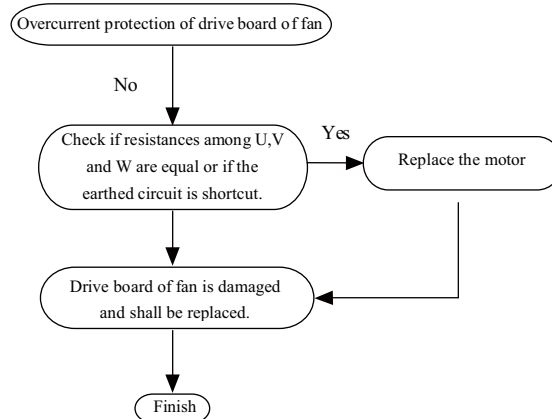 Overcurrent protection of drive board of fan
No
Check if resistances among U,V
and W are equal or if the
earthed circuit is shortcut.
Yes
Replace the motor
Drive board of fan is damaged
and shall be replaced.
Finish